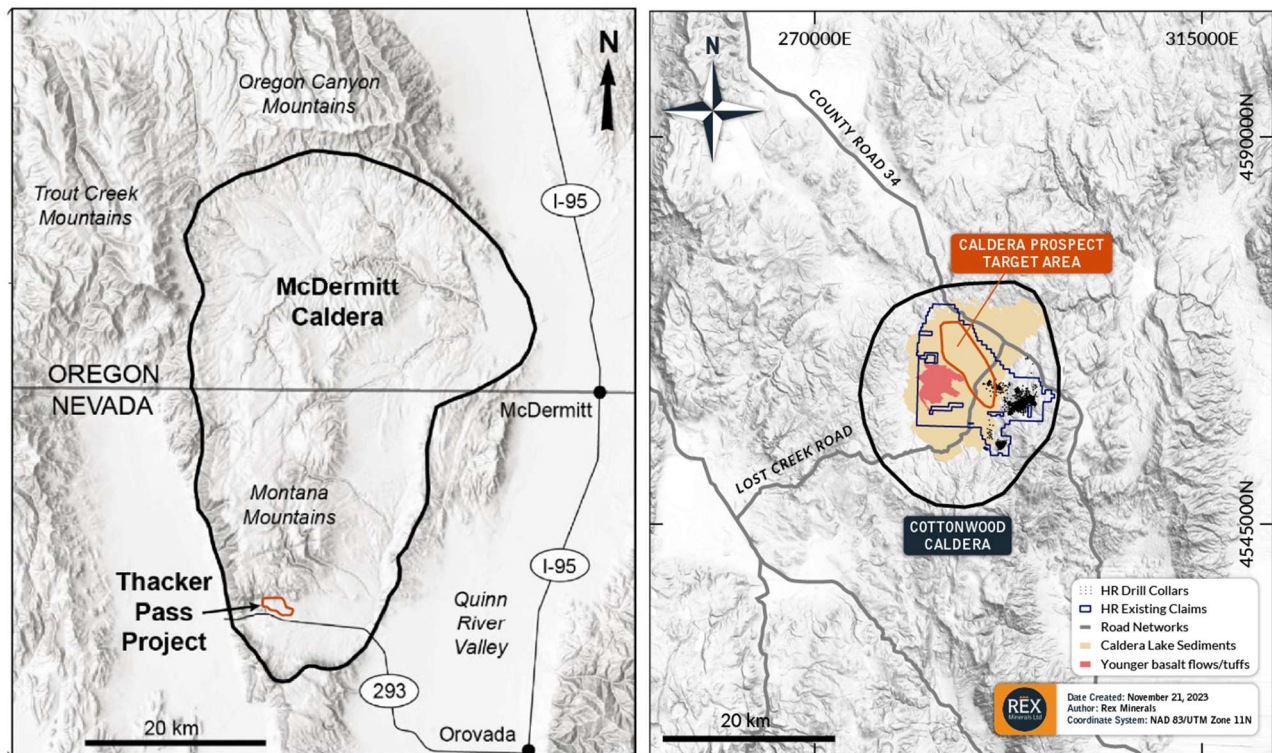 N
Oregon Canyon
Mountains
Trout Creek
Mountains
I-95
McDermitt
Caldera
OREGON
NEVADA
McDermitt
Montana
Mountains
I-95
Thacker
Pass
Project
Quinn
River
Valley
293
20 km
Orovada
N
270000E
315000E
COUNTY ROAD 34
4590000N
CALDERA PROSPECT
TARGET AREA
LOST CREEK ROAD
COTTONWOOD
CALDERA
4545000N
HR Drill Collars
HR Existing Claims
Road Networks
Caldera Lake Sediments
Younger basalt flows/tuffs
20 km
REX
Minerals Ltd
Date Created: November 21, 2023
Author: Rex Minerals
Coordinate System: NAD 83/UTM Zone 11N